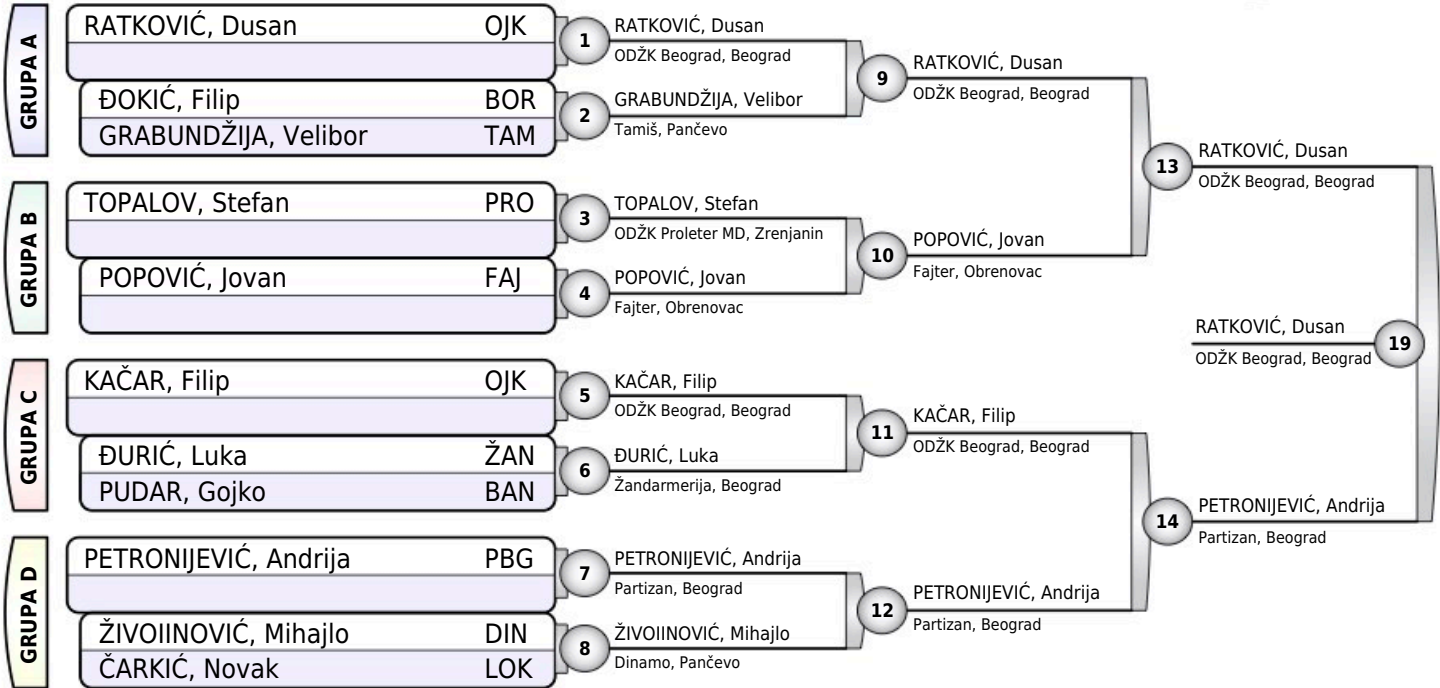 GRUPA A
RATKOVIĆ, Dusan OJK
ĐOKIĆ, Filip BOR
GRABUNDŽIJA, Velibor TAM
GRUPA B
TOPALOV, Stefan PRO
POPOVIĆ, Jovan FAJ
GRUPA C
KAČAR, Filip OJK
ĐURIĆ, Luka ŽAN
PUDAR, Gojko BAN
GRUPA D
PETRONIJEVIĆ, Andrija PBG
ŽIVOIINOVIĆ, Mihajlo DIN
ČARKIĆ, Novak LOK
1
RATKOVIĆ, Dusan
ODŽK Beograd, Beograd
2
GRABUNDŽIJA, Velibor
Tamiš, Pančevo
3
TOPALOV, Stefan
ODŽK Proleter MD, Zrenjanin
4
POPOVIĆ, Jovan
Fajter, Obrenovac
5
KAČAR, Filip
ODŽK Beograd, Beograd
6
ĐURIĆ, Luka
Žandarmerija, Beograd
7
PETRONIJEVIĆ, Andrija
Partizan, Beograd
8
ŽIVOIINOVIĆ, Mihajlo
Dinamo, Pančevo
9
RATKOVIĆ, Dusan
ODŽK Beograd, Beograd
10
POPOVIĆ, Jovan
Fajter, Obrenovac
11
KAČAR, Filip
ODŽK Beograd, Beograd
12
PETRONIJEVIĆ, Andrija
Partizan, Beograd
13
RATKOVIĆ, Dusan
ODŽK Beograd, Beograd
14
PETRONIJEVIĆ, Andrija
Partizan, Beograd
RATKOVIĆ, Dusan
ODŽK Beograd, Beograd
19